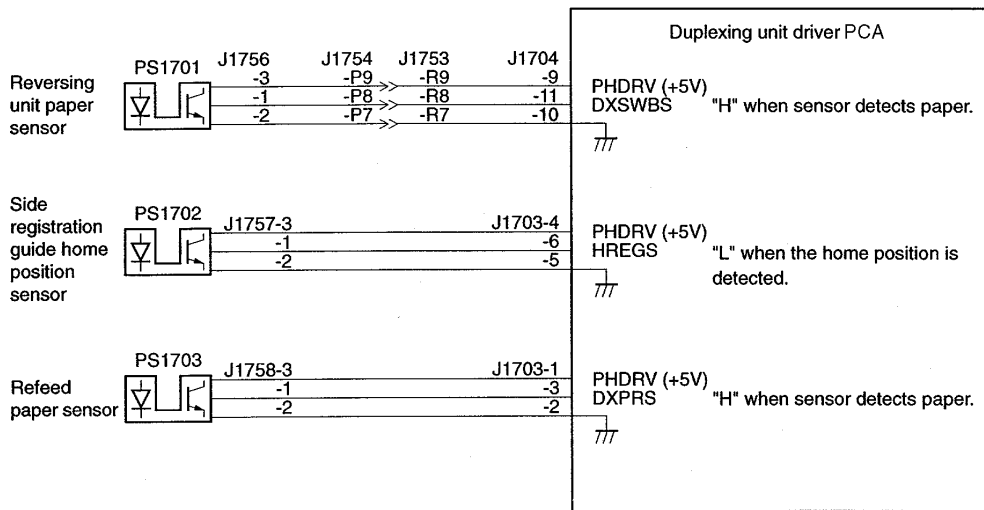 Duplexing unit driver PCA
Reversing
unit paper
sensor
PS1701
J1756 J1754 J1753 J1704
-3 -P9 -R9 -9
-1 -P8 -R8 -11
-2 -P7 -R7 -10
PHDRV (+5V)
DXSWBS "H" when sensor detects paper.
Side
registration
guide home
position
sensor
PS1702
J1757-3 J1703-4
-1 -6
-2 -5
PHDRV (+5V)
HREGS "L" when the home position is
detected.
Refeed
paper sensor
PS1703
J1758-3 J1703-1
-1 -3
-2 -2
PHDRV (+5V)
DXPRS "H" when sensor detects paper.